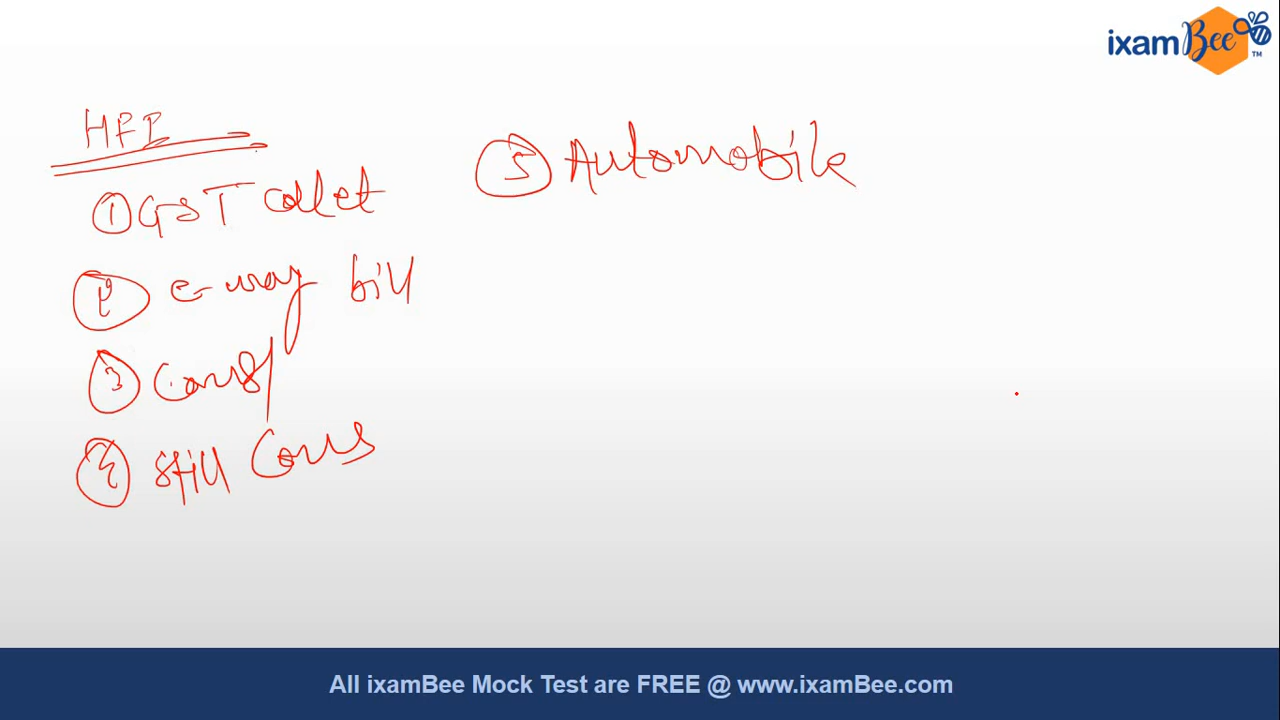 ixamBee
TM
HFI
① GST collet
② e-way bill
③
④ still Cons
⑤ Automobile
All ixamBee Mock Test are FREE @ www.ixamBee.com